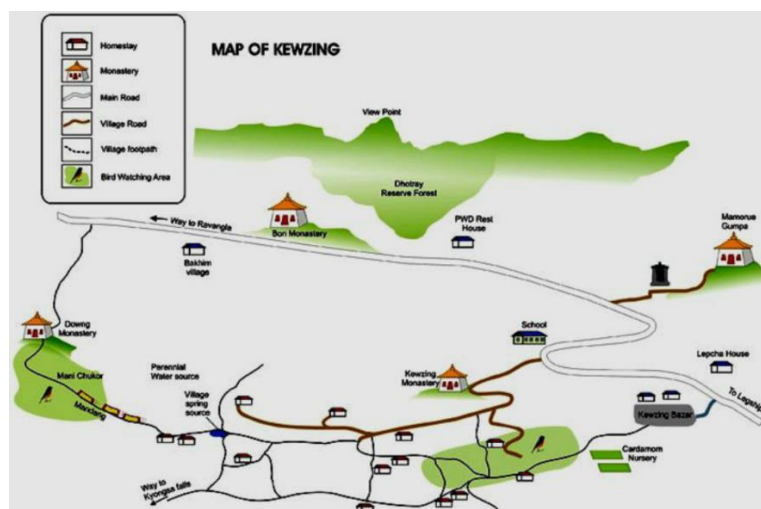 Homestay
MAP OF KEWZING
Monastery
Main Road
View Point
Village Road
Village footpath
Bird Watching Area
Dhotray
Reserve Forest
Way to Ravangla
Bon Monastery
PWD Rest
House
Mamorue
Gumpa
Bakhim
village
School
Downg
Monastery
Lepcha House
Perennial
Water source
Kewzing
Monastery
Mani Chukor
Mandang
Village
spring
source
To Legship
Kewzing Bazar
Cardamom
Nursery
Way to
Kyongsa falls